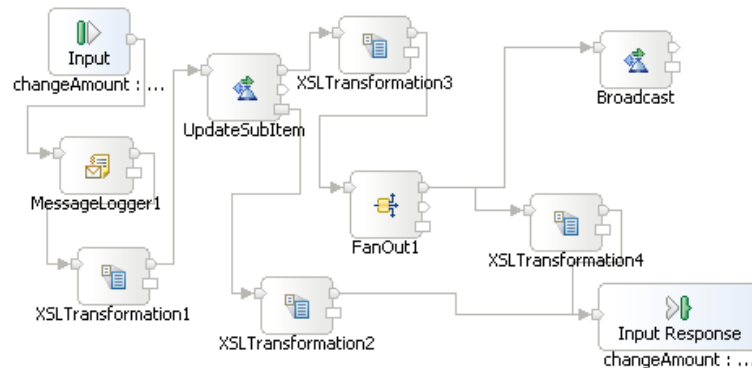 Input
changeAmount : ...
XSLTransformation3
Broadcast
UpdateSubItem
MessageLogger1
FanOut1
XSLTransformation4
XSLTransformation1
XSLTransformation2
Input Response
changeAmount : ...